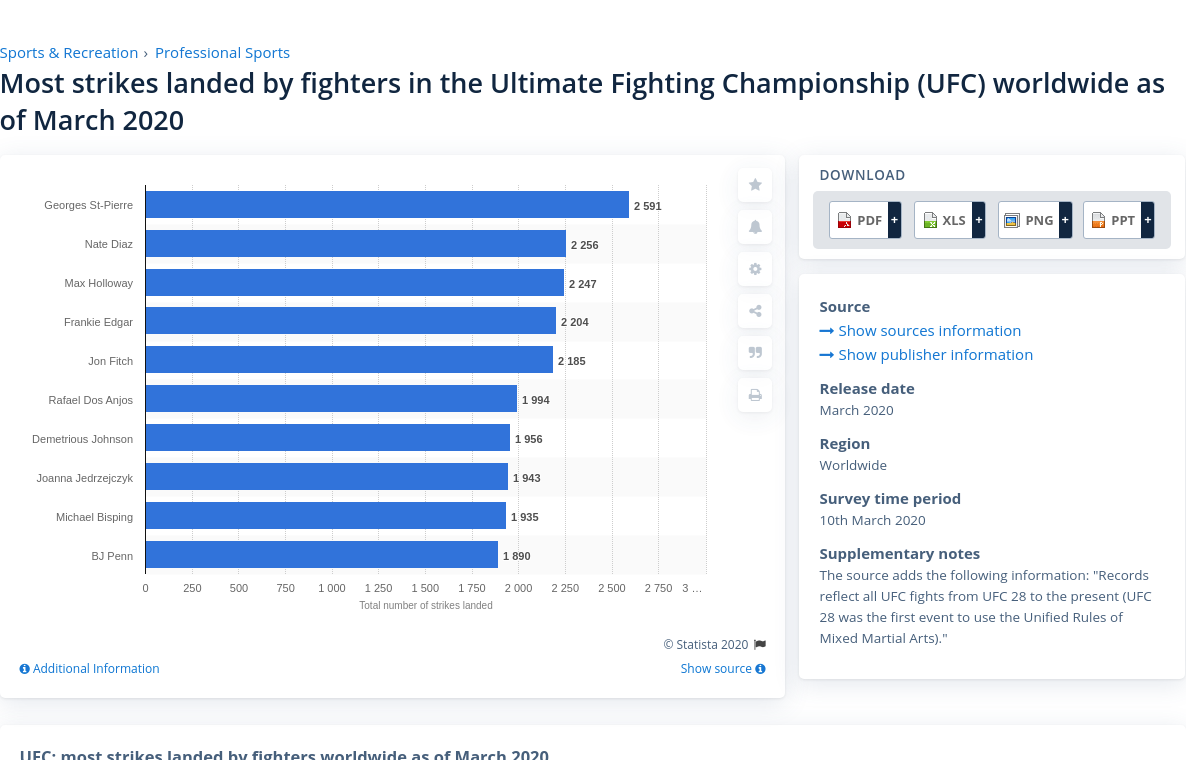 Sports & Recreation › Professional Sports
Most strikes landed by fighters in the Ultimate Fighting Championship (UFC) worldwide as
of March 2020
Georges St-Pierre 2 591
Nate Diaz 2 256
Max Holloway 2 247
Frankie Edgar 2 204
Jon Fitch 2 185
Rafael Dos Anjos 1 994
Demetrious Johnson 1 956
Joanna Jedrzejczyk 1 943
Michael Bisping 1 935
BJ Penn 1 890
0 250 500 750 1 000 1 250 1 500 1 750 2 000 2 250 2 500 2 750 3 …
Total number of strikes landed
© Statista 2020
Additional Information
Show source
DOWNLOAD
PDF + XLS + PNG + PPT +
Source
Show sources information
Show publisher information
Release date
March 2020
Region
Worldwide
Survey time period
10th March 2020
Supplementary notes
The source adds the following information: "Records
reflect all UFC fights from UFC 28 to the present (UFC
28 was the first event to use the Unified Rules of
Mixed Martial Arts)."
UFC: most strikes landed by fighters worldwide as of March 2020